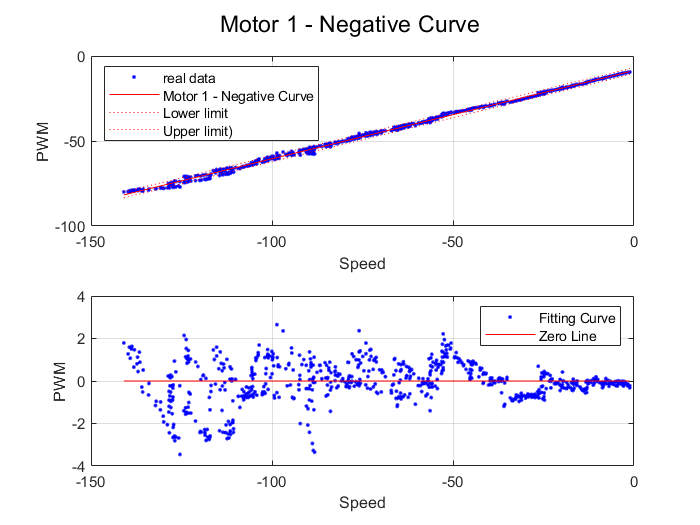 Motor 1 - Negative Curve
0
-50
-100
PWM
real data
Motor 1 - Negative Curve
Lower limit
Upper limit)
-150
-100
-50
0
Speed
4
2
0
-2
-4
PWM
Fitting Curve
Zero Line
-150
-100
-50
0
Speed